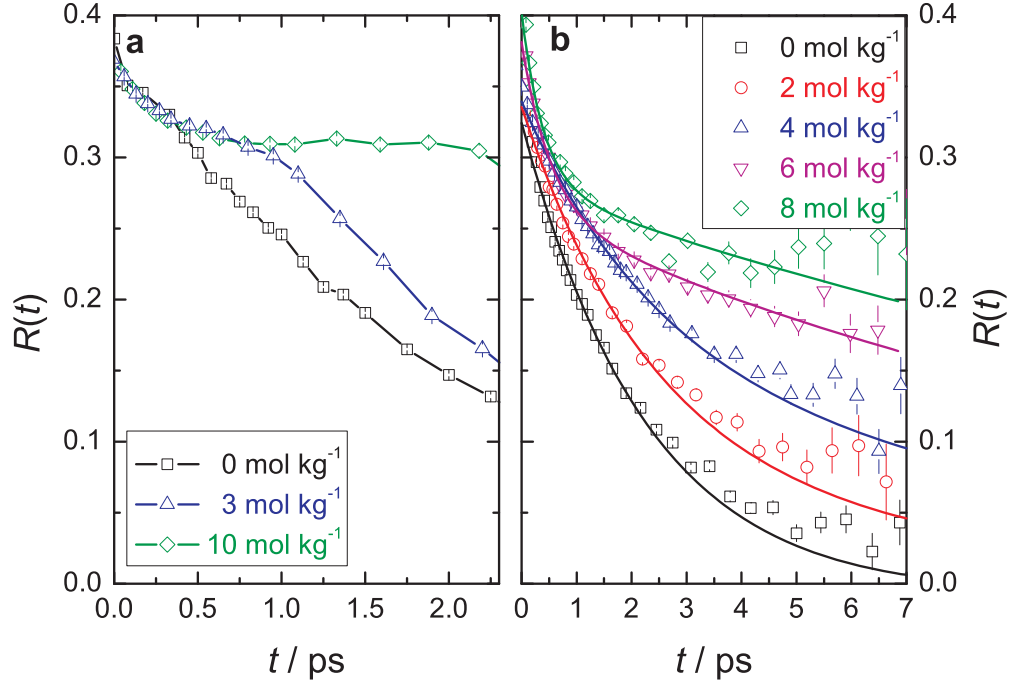 a
R(t)
0.4
0.3
0.2
0.1
0.0
0 mol kg⁻¹
3 mol kg⁻¹
10 mol kg⁻¹
0.0 0.5 1.0 1.5 2.0
t / ps
b
0 mol kg⁻¹
2 mol kg⁻¹
4 mol kg⁻¹
6 mol kg⁻¹
8 mol kg⁻¹
0.4
0.3
0.2
0.1
0.0
R(t)
0 1 2 3 4 5 6 7
t / ps